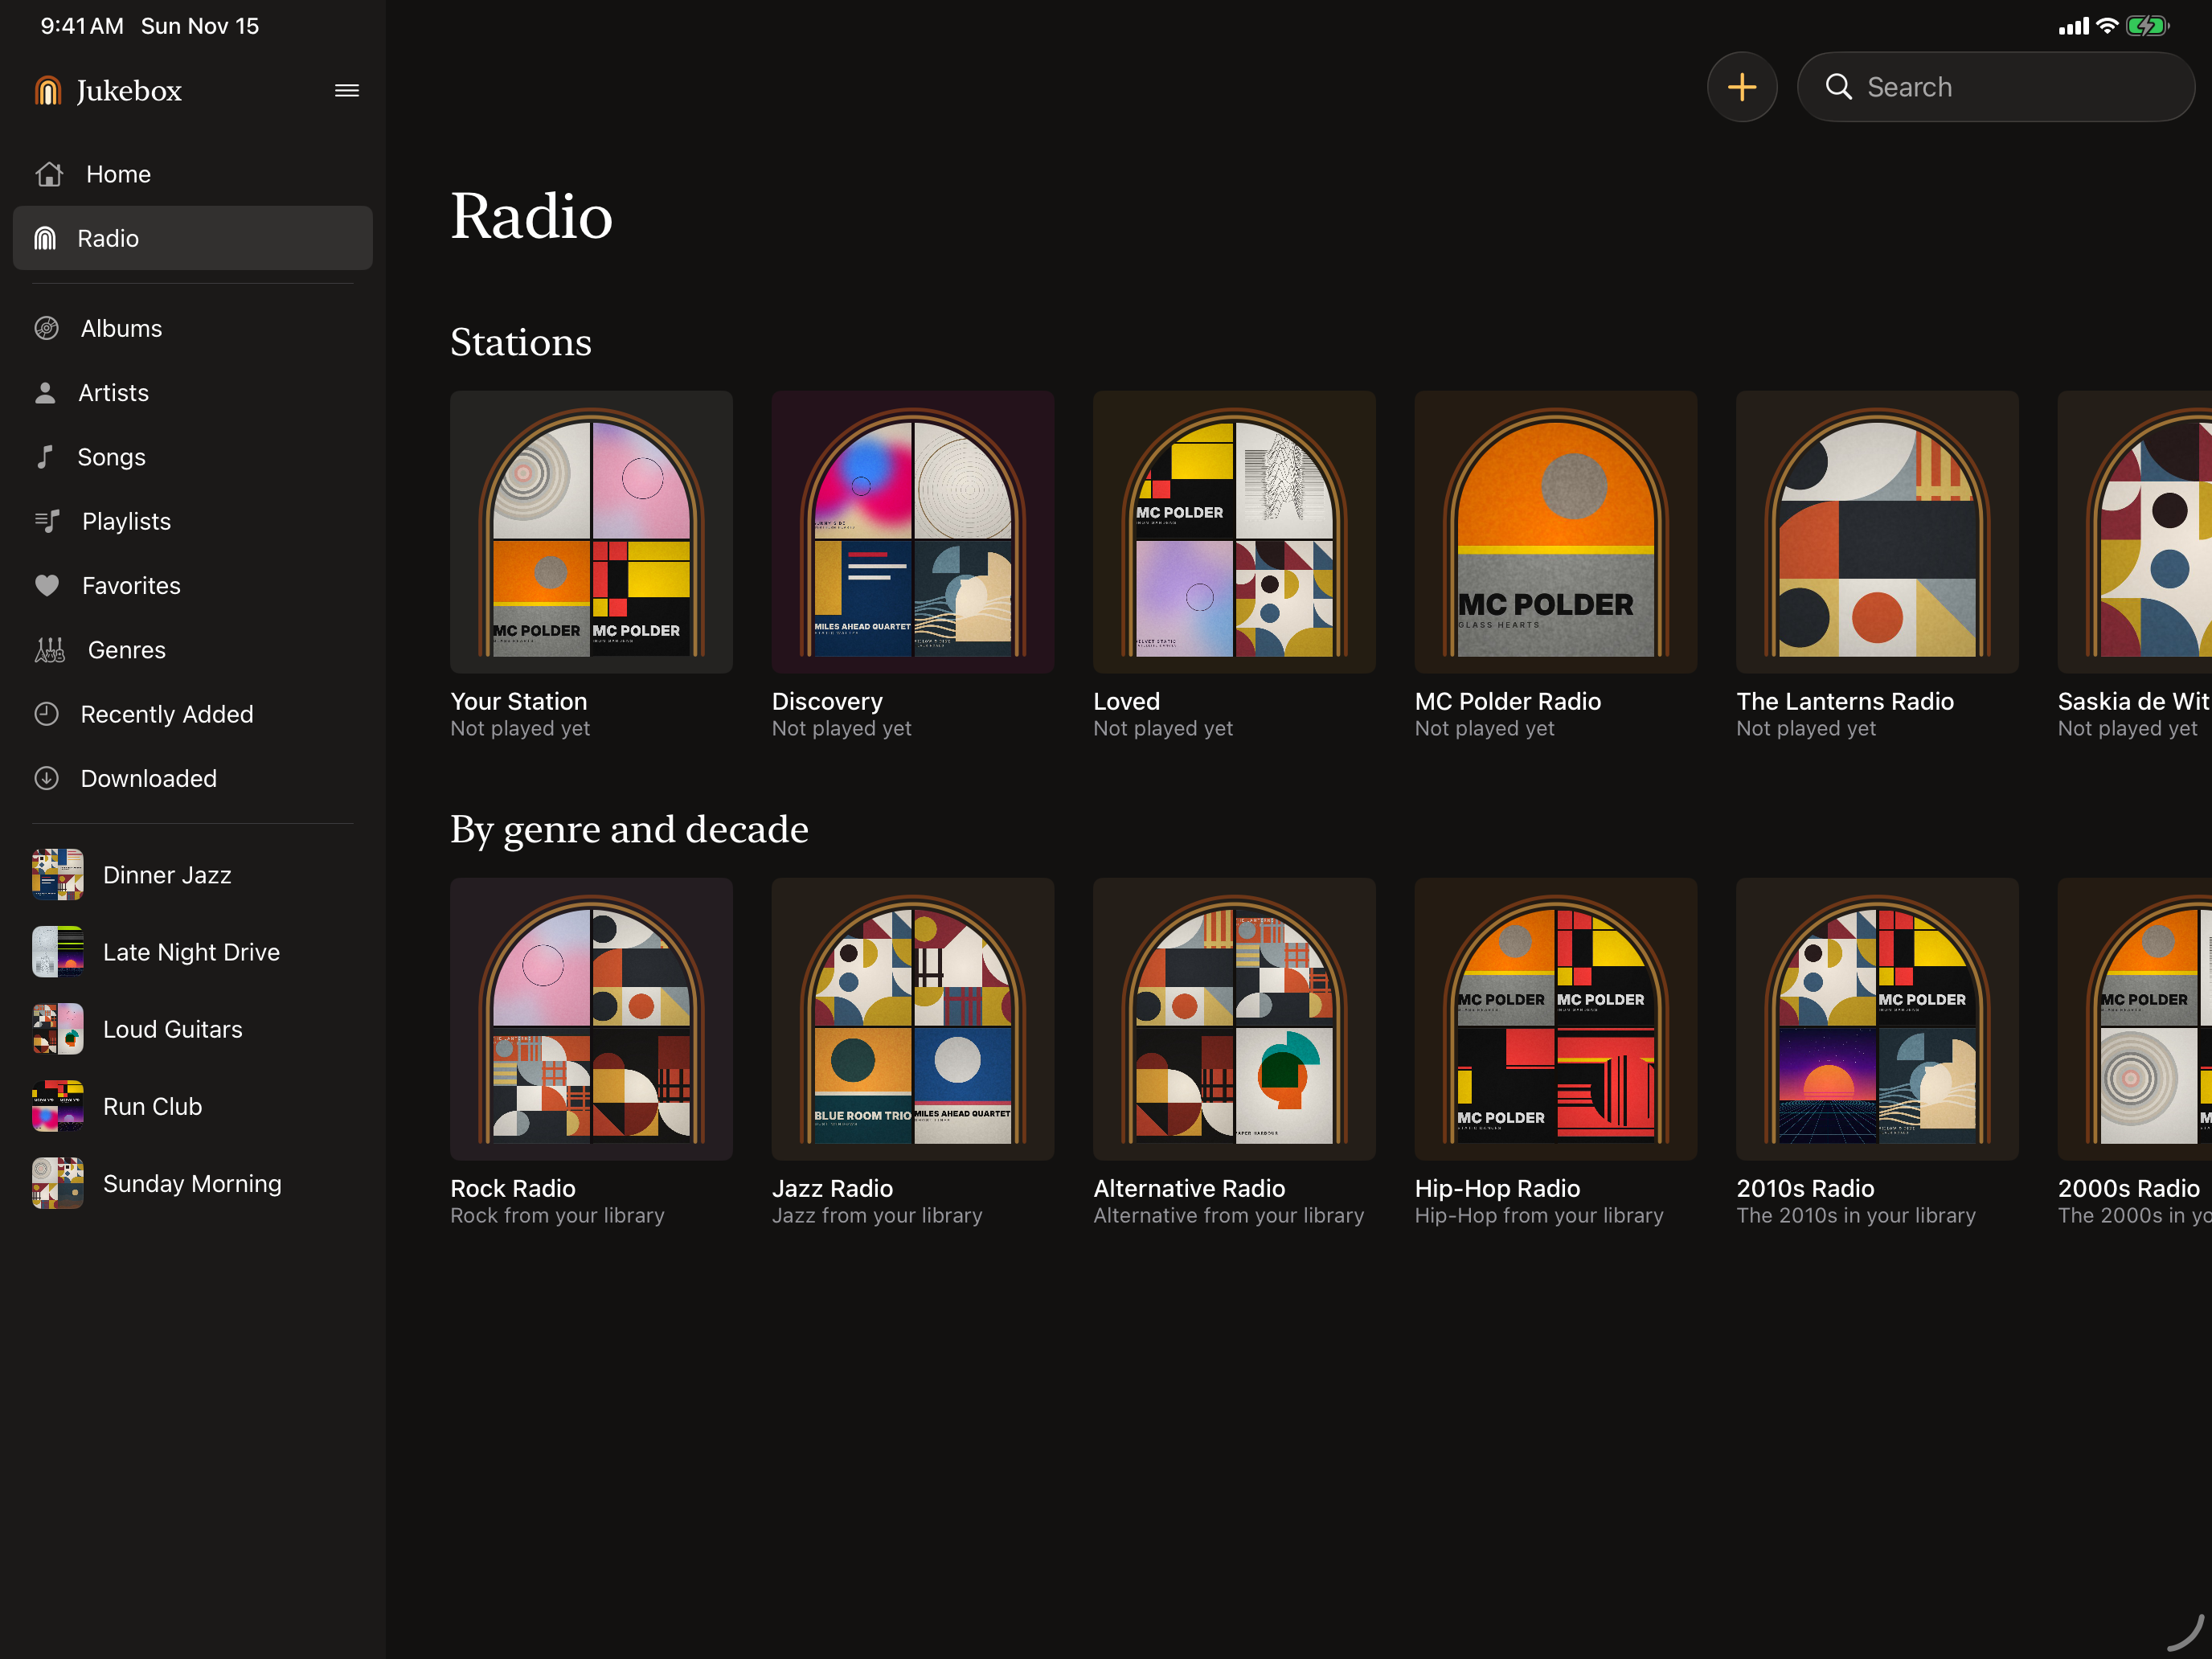 9:41 AM Sun Nov 15
Jukebox
Search
Home
Radio
Albums
Artists
Songs
Playlists
Favorites
Genres
Recently Added
Downloaded
Dinner Jazz
Late Night Drive
Loud Guitars
Run Club
Sunday Morning
Radio
Stations
MC POLDER
MC POLDER
MILES AHEAD QUARTET
MC POLDER
MC POLDER
GLASS HEARTS
Your Station
Not played yet
Discovery
Not played yet
Loved
Not played yet
MC Polder Radio
Not played yet
The Lanterns Radio
Not played yet
Saskia de Wit
Not played yet
By genre and decade
BLUE ROOM TRIO
MILES AHEAD QUARTET
PAPER HARBOUR
MC POLDER
MC POLDER
MC POLDER
MC POLDER
MC POLDER
Rock Radio
Rock from your library
Jazz Radio
Jazz from your library
Alternative Radio
Alternative from your library
Hip-Hop Radio
Hip-Hop from your library
2010s Radio
The 2010s in your library
2000s Radio
The 2000s in